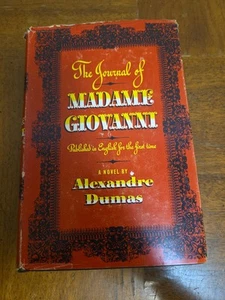 The Journal of
MADAME
GIOVANNI
Published in English for the first time
A NOVEL BY
Alexandre
Dumas